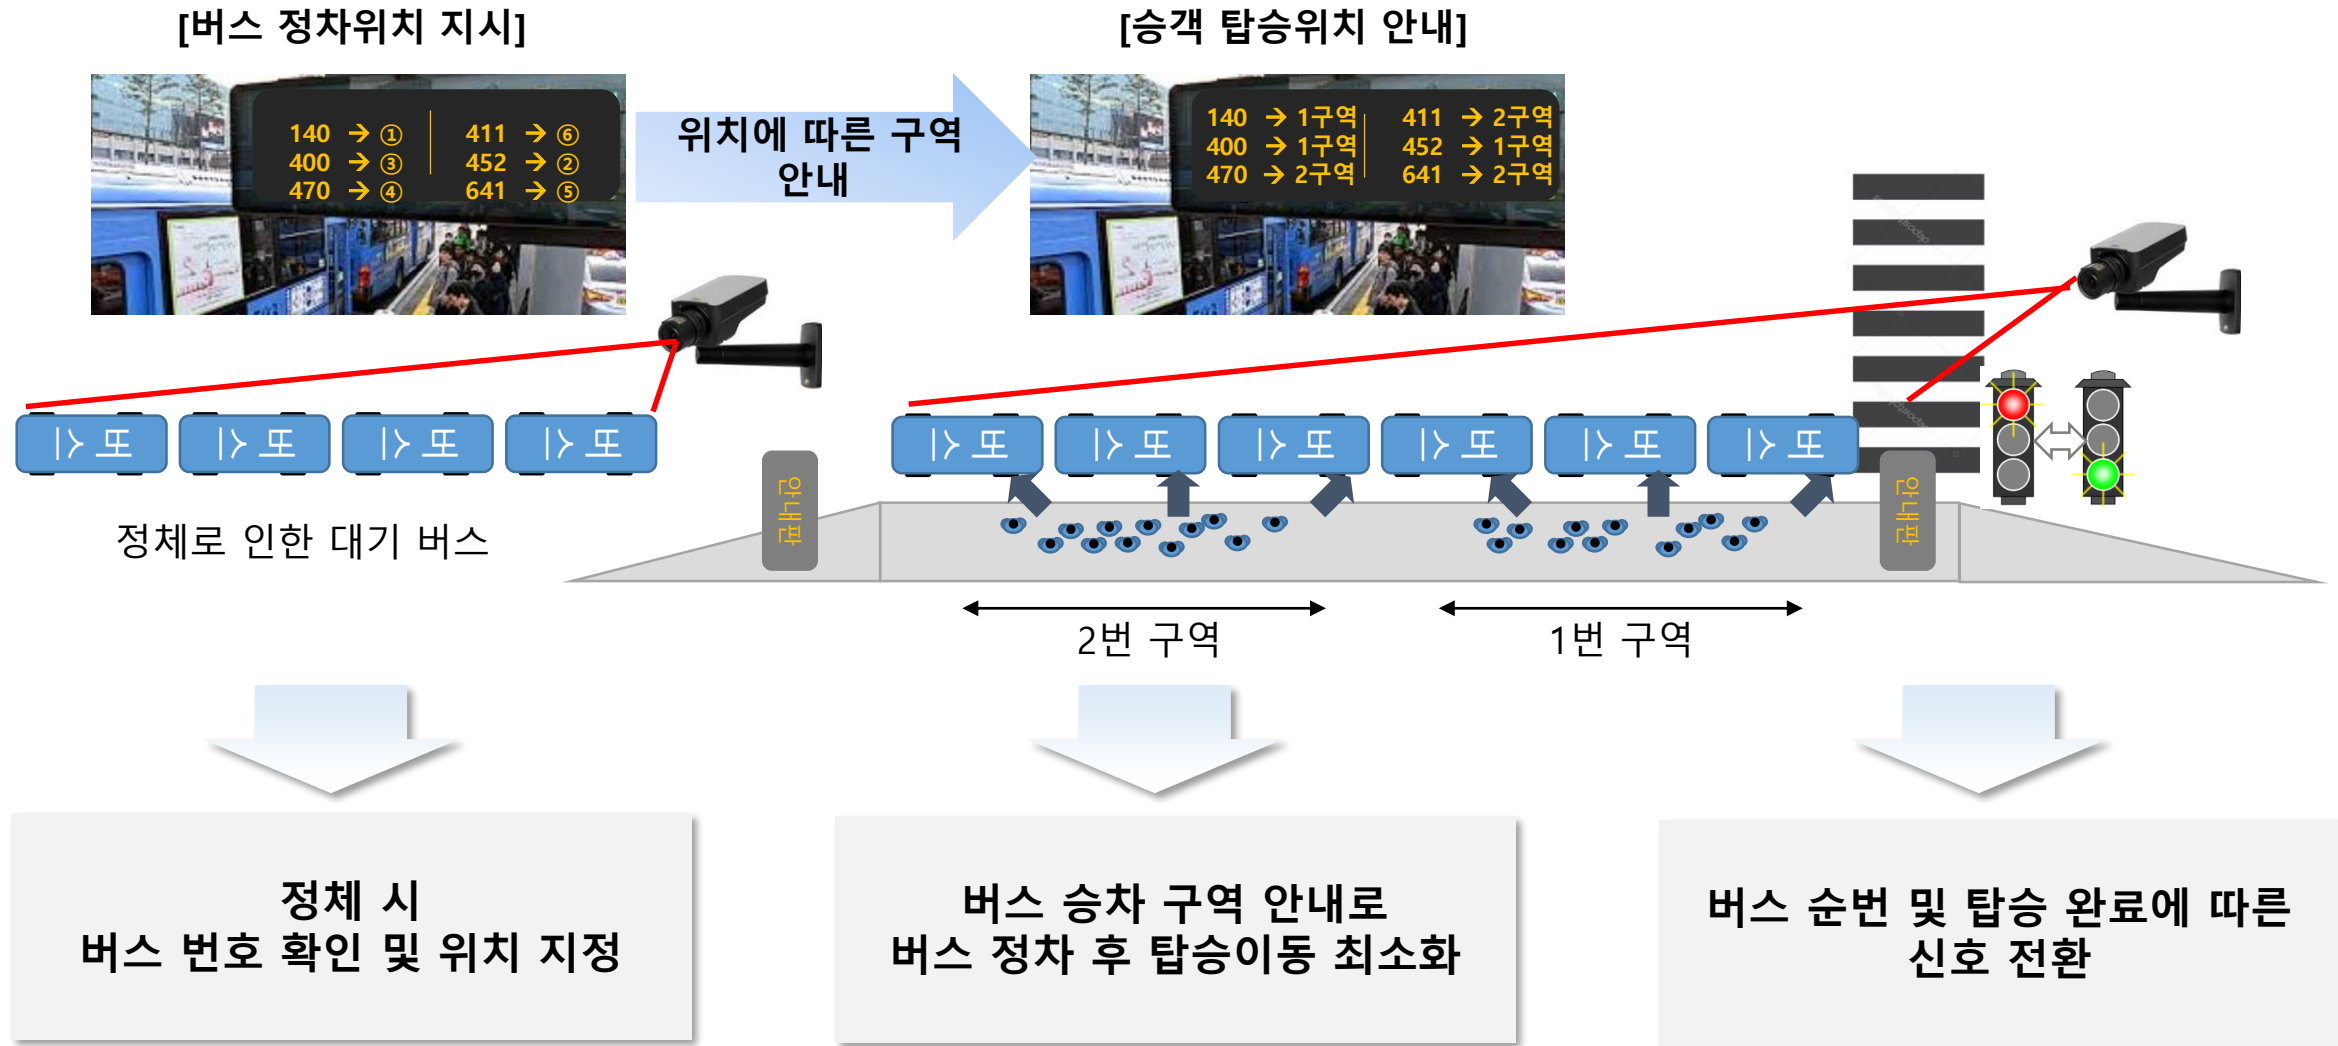 [버스 정차위치 지시]
[승객 탑승위치 안내]
140 → ① 411 → ⑥
400 → ③ 452 → ②
470 → ④ 641 → ⑤
위치에 따른 구역
안내
140 → 1구역 411 → 2구역
400 → 1구역 452 → 1구역
470 → 2구역 641 → 2구역
버스
버스
버스
버스
버스
버스
버스
버스
버스
버스
안내판
안내판
정체로 인한 대기 버스
2번 구역
1번 구역
정체 시
버스 번호 확인 및 위치 지정
버스 승차 구역 안내로
버스 정차 후 탑승이동 최소화
버스 순번 및 탑승 완료에 따른
신호 전환